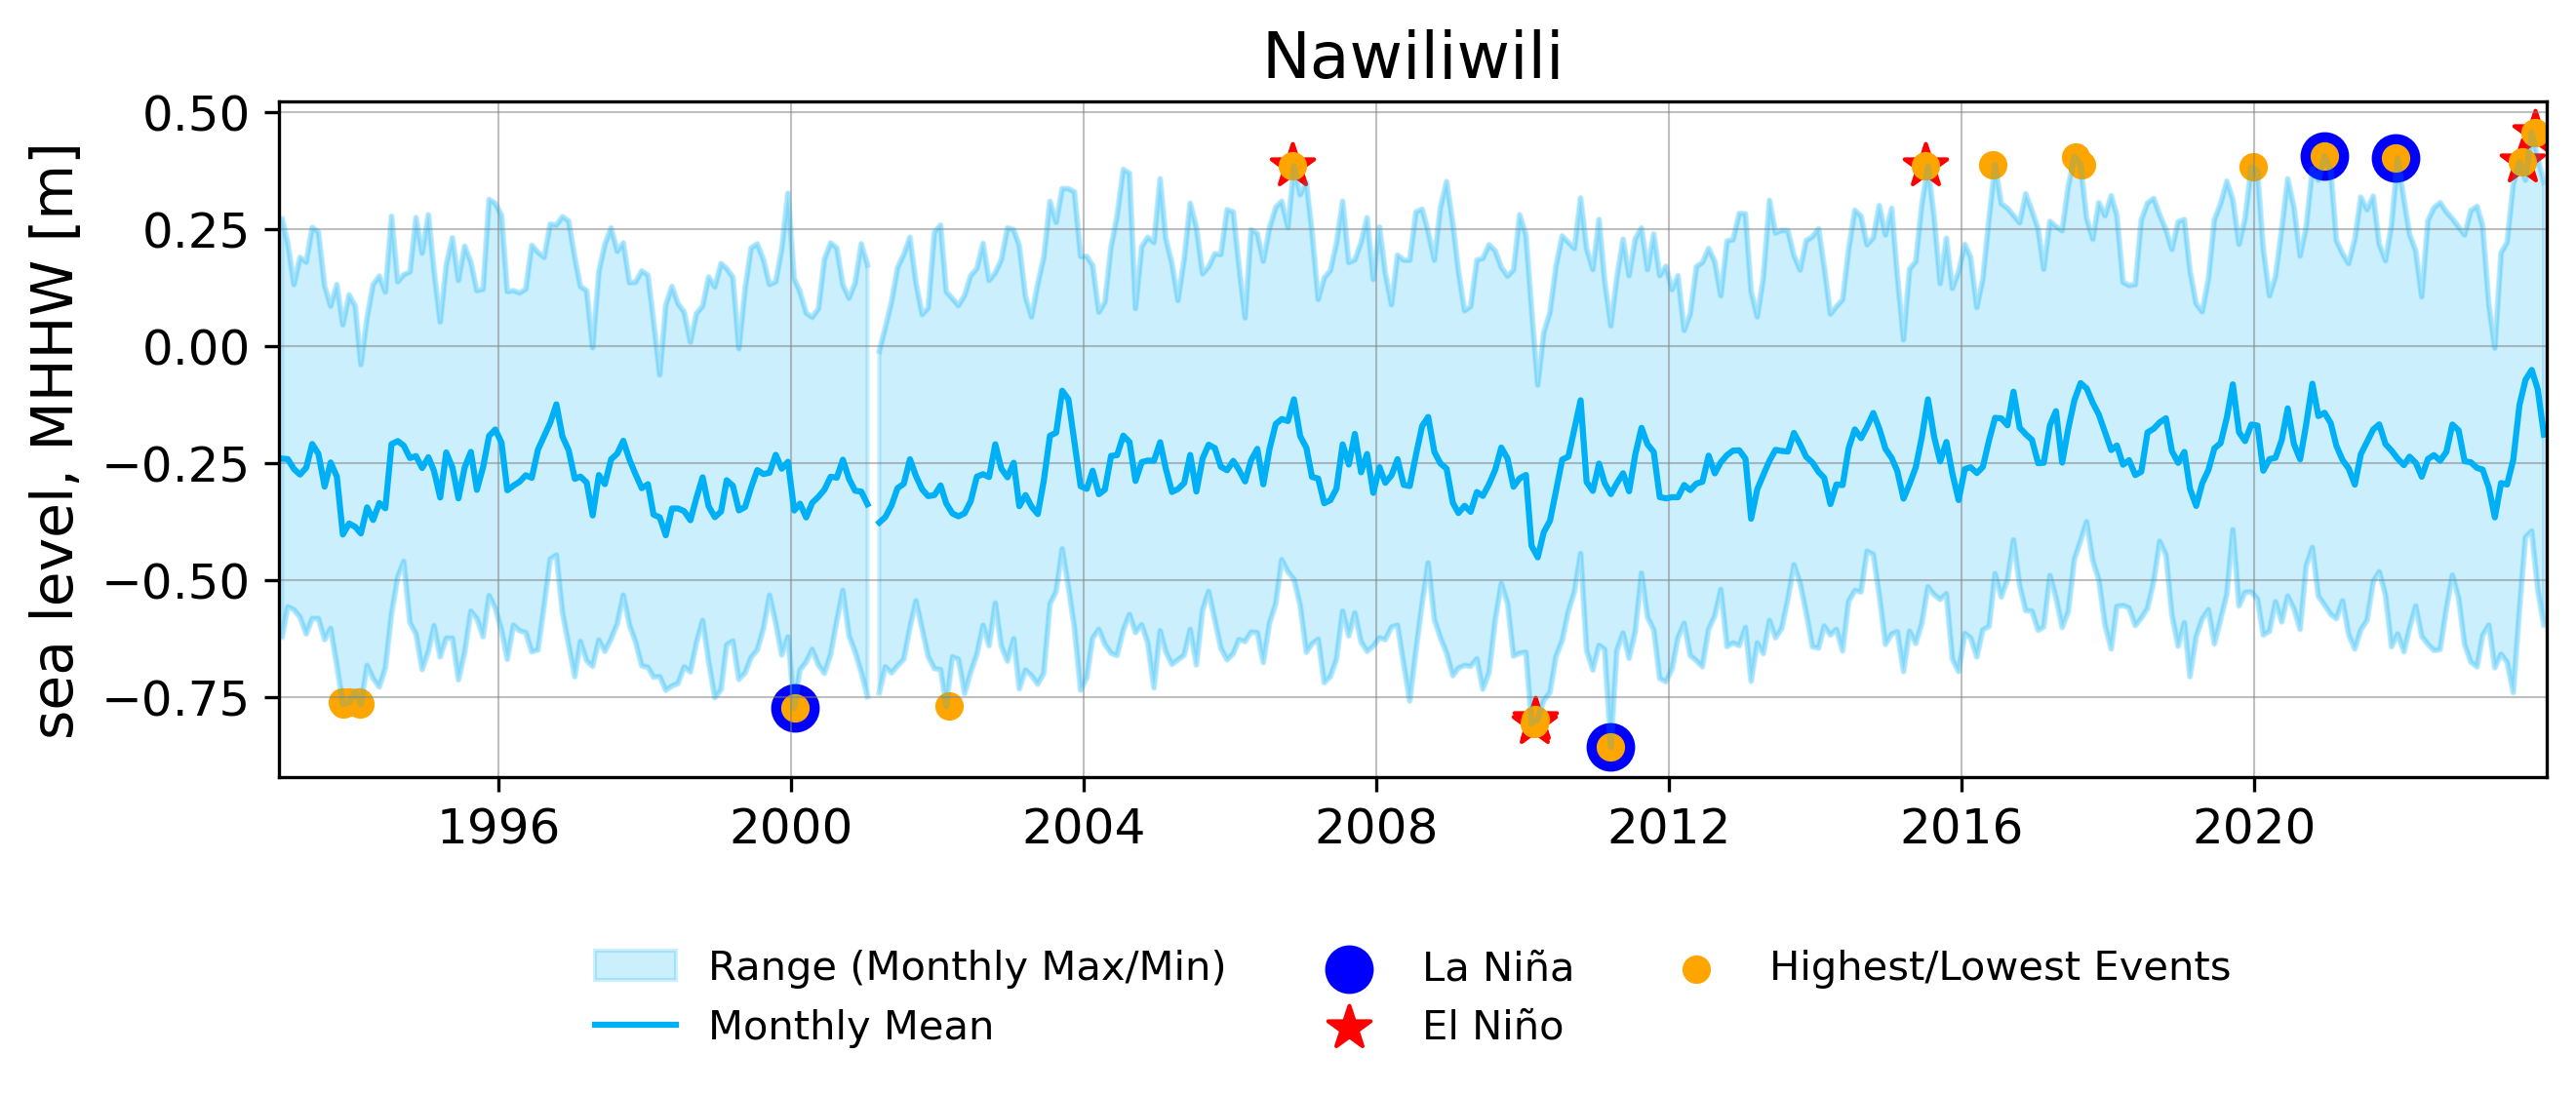 Nawiliwili
sea level, MHHW [m]
0.50
0.25
0.00
−0.25
−0.50
−0.75
1996 2000 2004 2008 2012 2016 2020
Range (Monthly Max/Min) La Niña Highest/Lowest Events
Monthly Mean El Niño